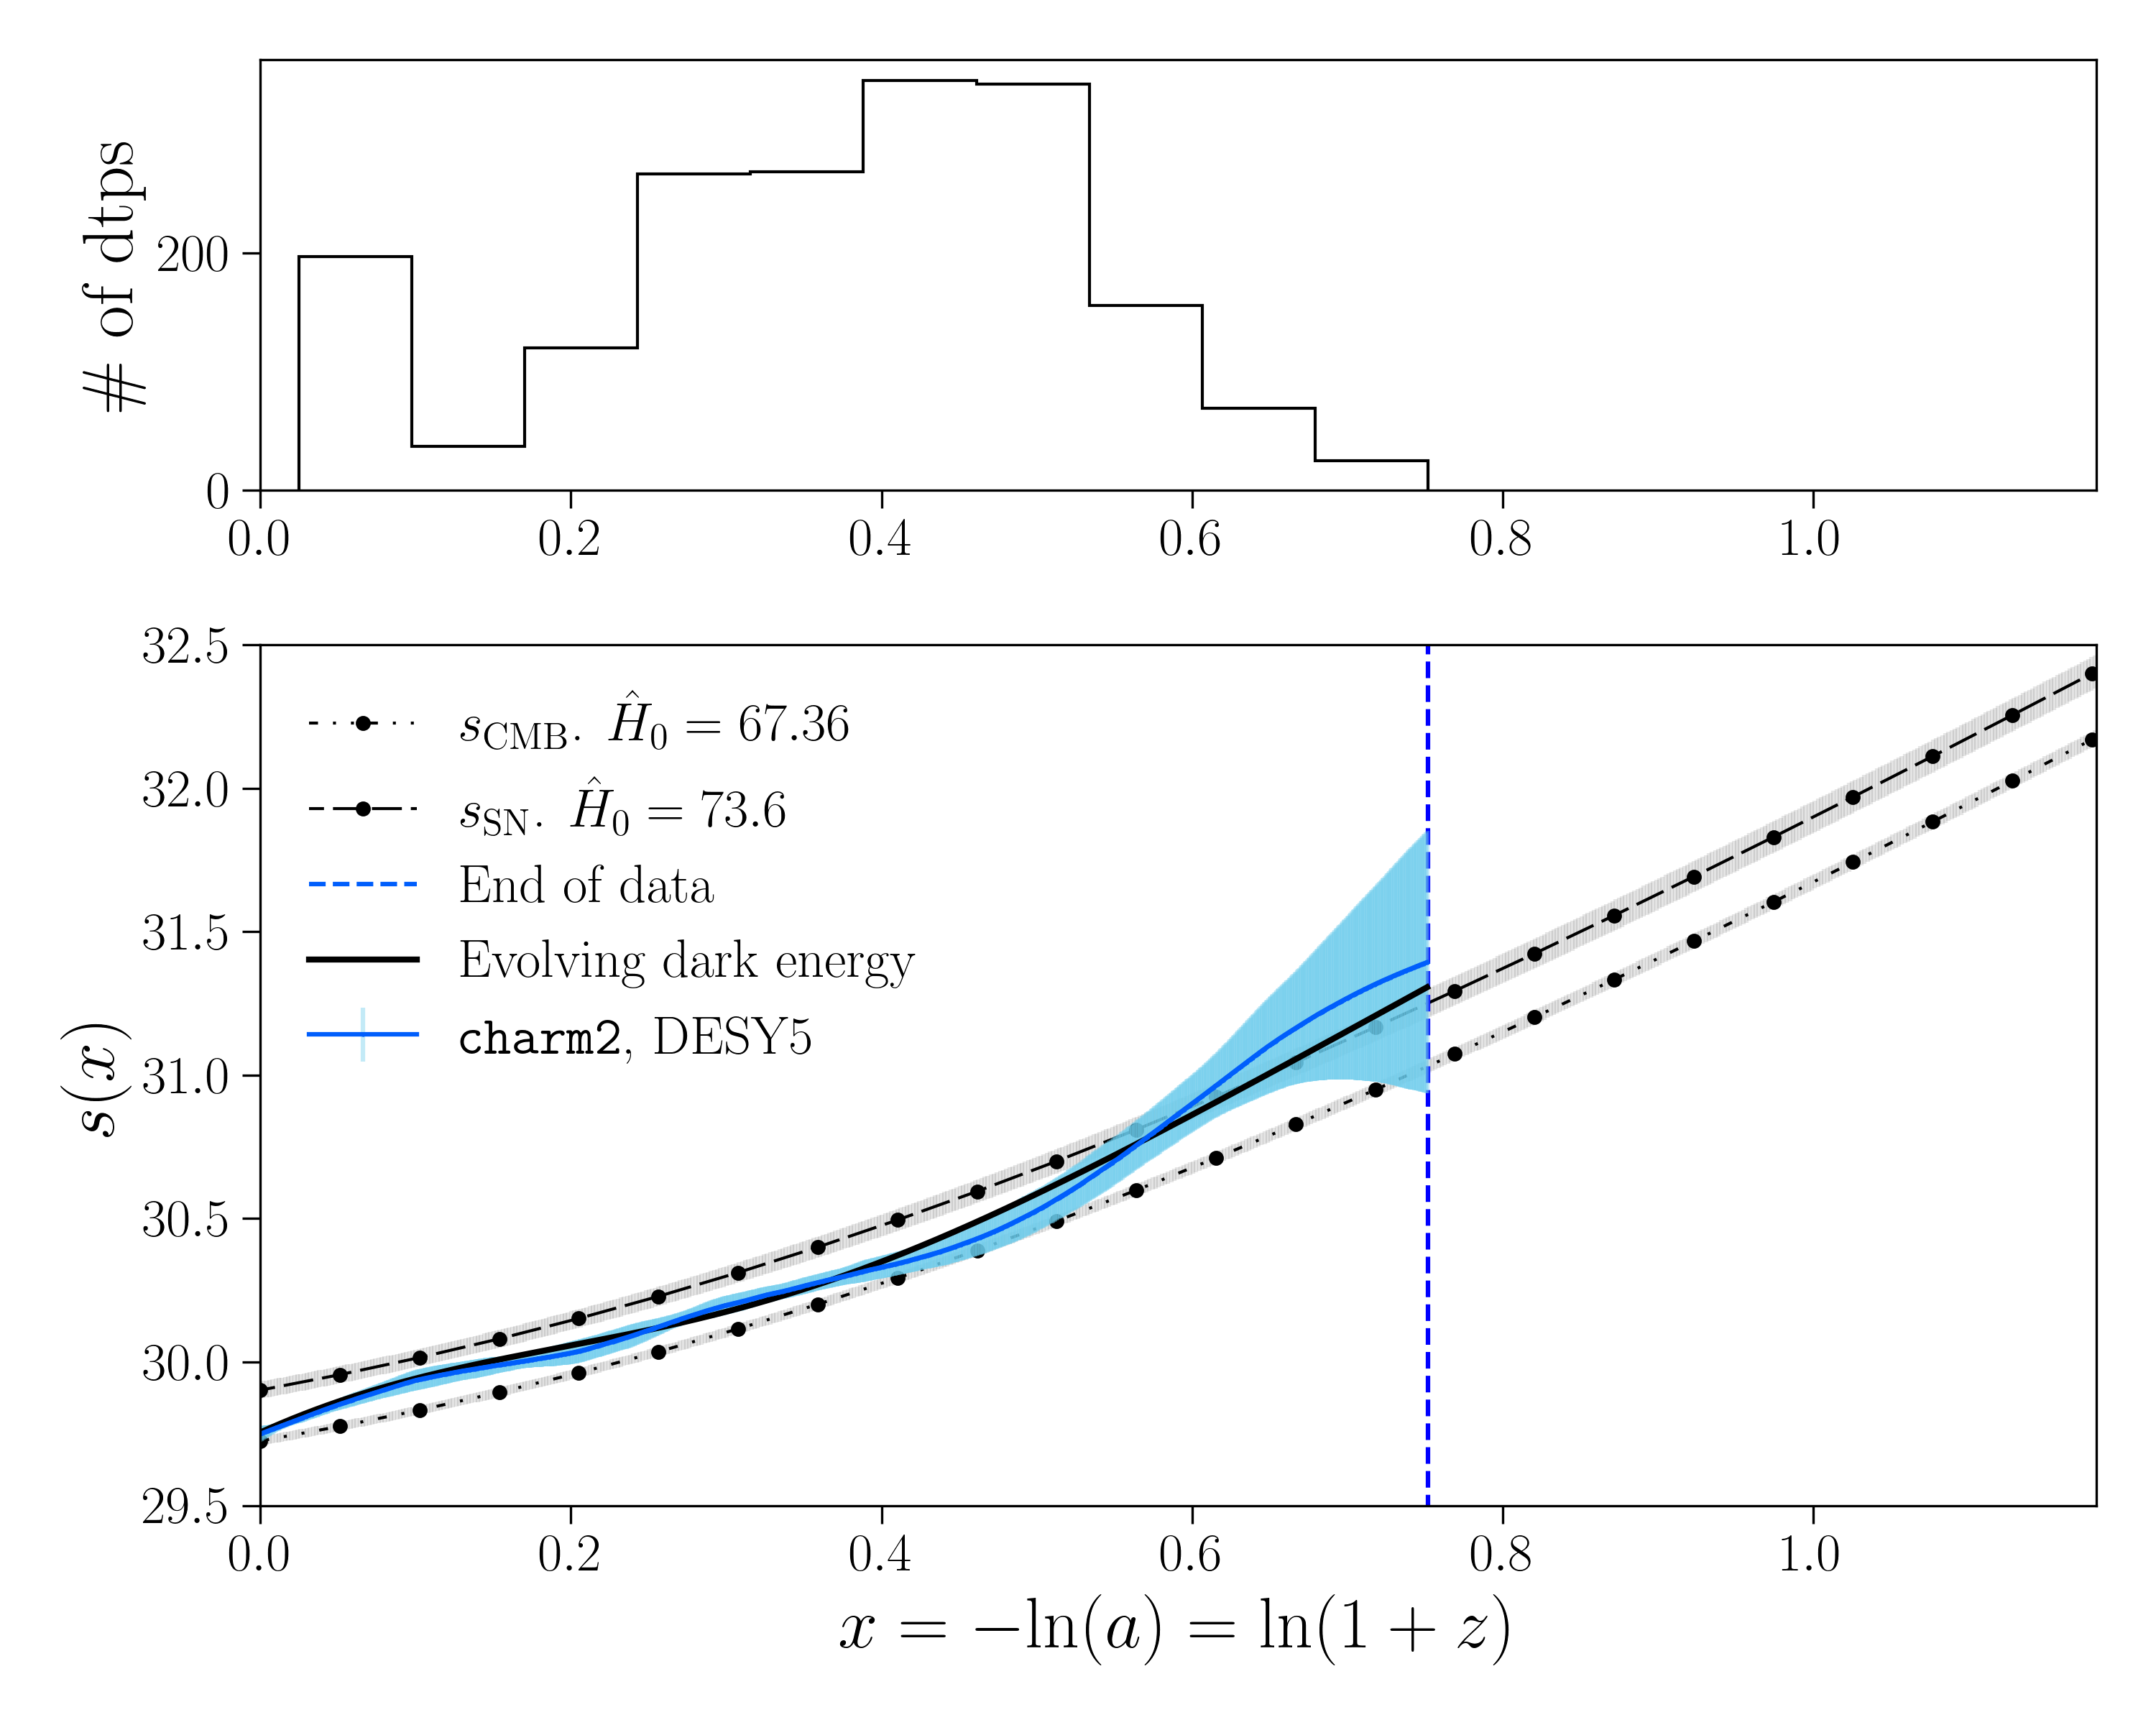 # of dtps
200
0
0.0 0.2 0.4 0.6 0.8 1.0
s(x)
32.5
32.0
31.5
31.0
30.5
30.0
29.5
s_CMB. Ĥ_0 = 67.36
s_SN. Ĥ_0 = 73.6
End of data
Evolving dark energy
charm2, DESY5
0.0 0.2 0.4 0.6 0.8 1.0
x = −ln(a) = ln(1 + z)